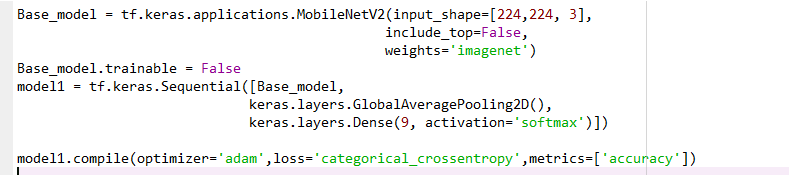 Base_model = tf.keras.applications.MobileNetV2(input_shape=[224,224, 3],
                                               include_top=False,
                                               weights='imagenet')
Base_model.trainable = False
model1 = tf.keras.Sequential([Base_model,
                              keras.layers.GlobalAveragePooling2D(),
                              keras.layers.Dense(9, activation='softmax')])
model1.compile(optimizer='adam',loss='categorical_crossentropy',metrics=['accuracy'])